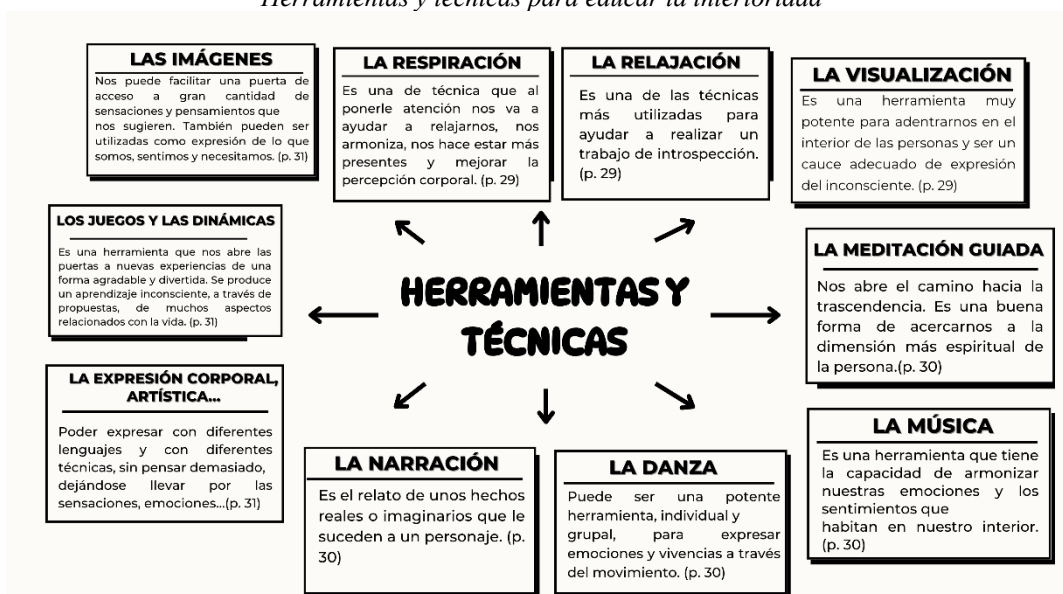 Herramientas y técnicas para educar la interioridad
LAS IMÁGENES
Nos puede facilitar una puerta de
acceso a gran cantidad de
sensaciones y pensamientos que
nos sugieren. También pueden ser
utilizadas como expresión de lo que
somos, sentimos y necesitamos. (p. 31)
LA RESPIRACIÓN
Es una de técnica que al
ponerle atención nos va a
ayudar a relajarnos, nos
armoniza, nos hace estar más
presentes y mejorar la
percepción corporal. (p. 29)
LA RELAJACIÓN
Es una de las técnicas
más utilizadas para
ayudar a realizar un
trabajo de introspección.
(p. 29)
LA VISUALIZACIÓN
Es una herramienta muy
potente para adentrarnos en el
interior de las personas y ser un
cauce adecuado de expresión
del inconsciente. (p. 29)
LOS JUEGOS Y LAS DINÁMICAS
Es una herramienta que nos abre las
puertas a nuevas experiencias de una
forma agradable y divertida. Se produce
un aprendizaje inconsciente, a través de
propuestas, de muchos aspectos
relacionados con la vida. (p. 31)
HERRAMIENTAS Y
TÉCNICAS
LA MEDITACIÓN GUIADA
Nos abre el camino hacia la
trascendencia. Es una buena
forma de acercarnos a la
dimensión más espiritual de
la persona.(p. 30)
LA EXPRESIÓN CORPORAL,
ARTÍSTICA...
Poder expresar con diferentes
lenguajes y con diferentes
técnicas, sin pensar demasiado,
dejándose llevar por las
sensaciones, emociones...(p. 31)
LA NARRACIÓN
Es el relato de unos hechos
reales o imaginarios que le
suceden a un personaje. (p.
30)
LA DANZA
Puede ser una potente
herramienta, individual y
grupal, para expresar
emociones y vivencias a través
del movimiento. (p. 30)
LA MÚSICA
Es una herramienta que tiene
la capacidad de armonizar
nuestras emociones y los
sentimientos que
habitan en nuestro interior.
(p. 30)